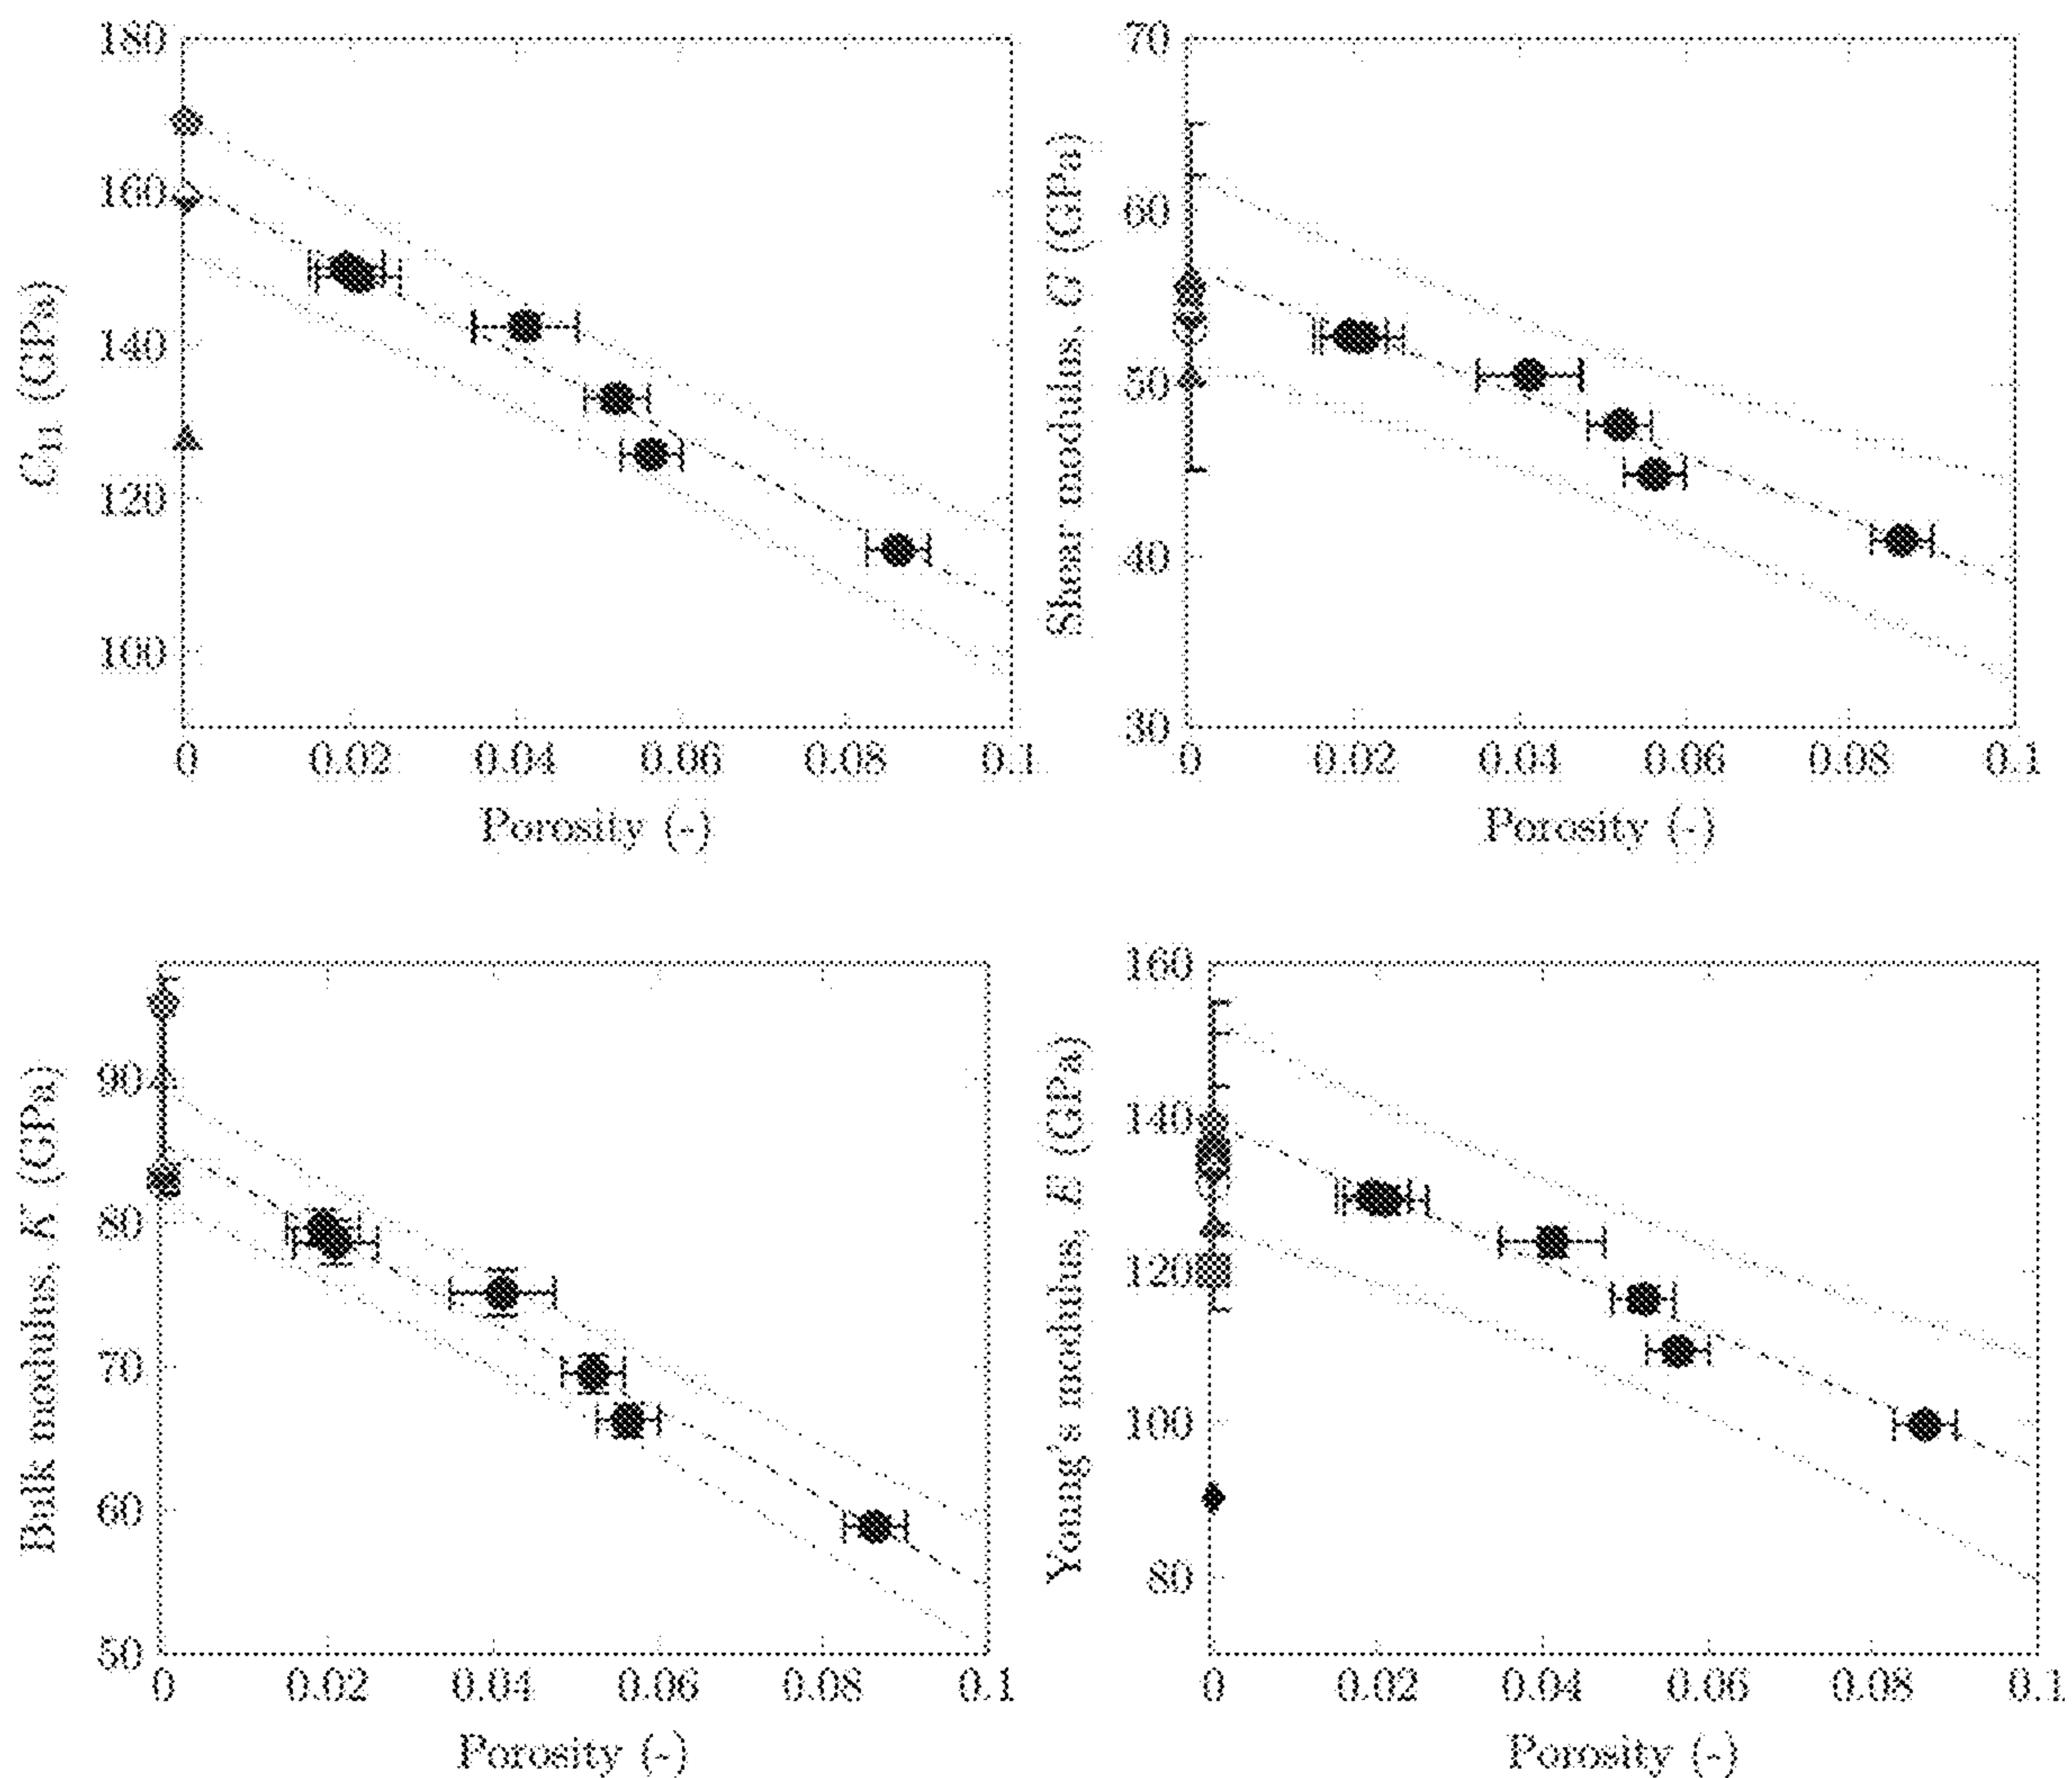 180
160
140
120
100
C11 (GPa)
0 0.02 0.04 0.06 0.08 0.1
Porosity (-)
70
60
50
40
30
Shear modulus, G (GPa)
0 0.02 0.04 0.06 0.08 0.1
Porosity (-)
90
80
70
60
50
Bulk modulus, K (GPa)
0 0.02 0.04 0.06 0.08 0.1
Porosity (-)
160
140
120
100
80
Young's modulus, E (GPa)
0 0.02 0.04 0.06 0.08 0.1
Porosity (-)